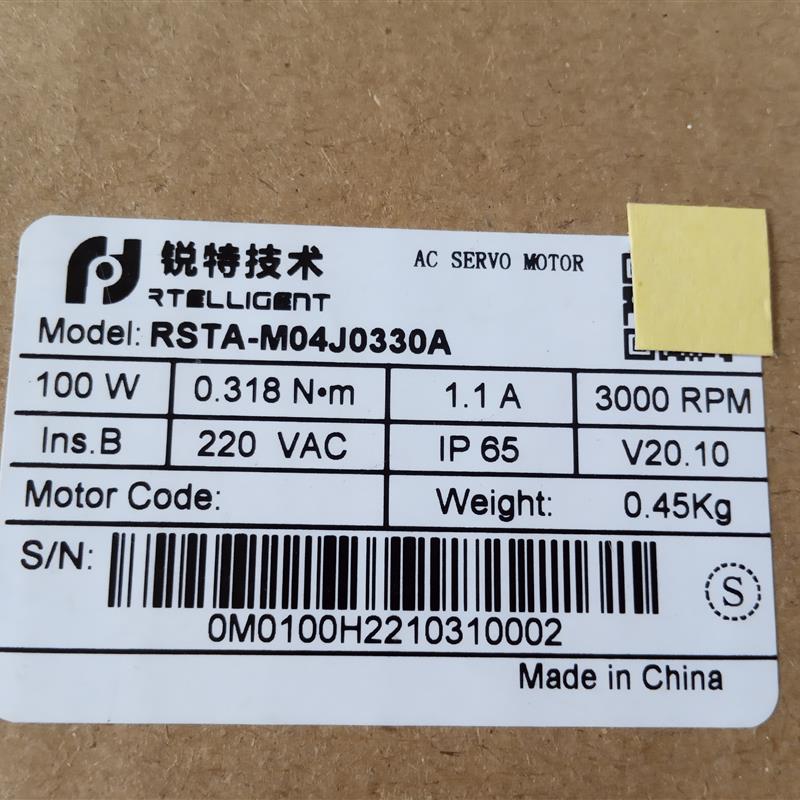 锐特技术
RTELLIGENT
AC SERVO MOTOR
Model: RSTA-M04J0330A
100 W 0.318 N•m 1.1 A 3000 RPM
Ins.B 220 VAC IP 65 V20.10
Motor Code: Weight: 0.45Kg
S/N:
0M0100H2210310002
S
Made in China